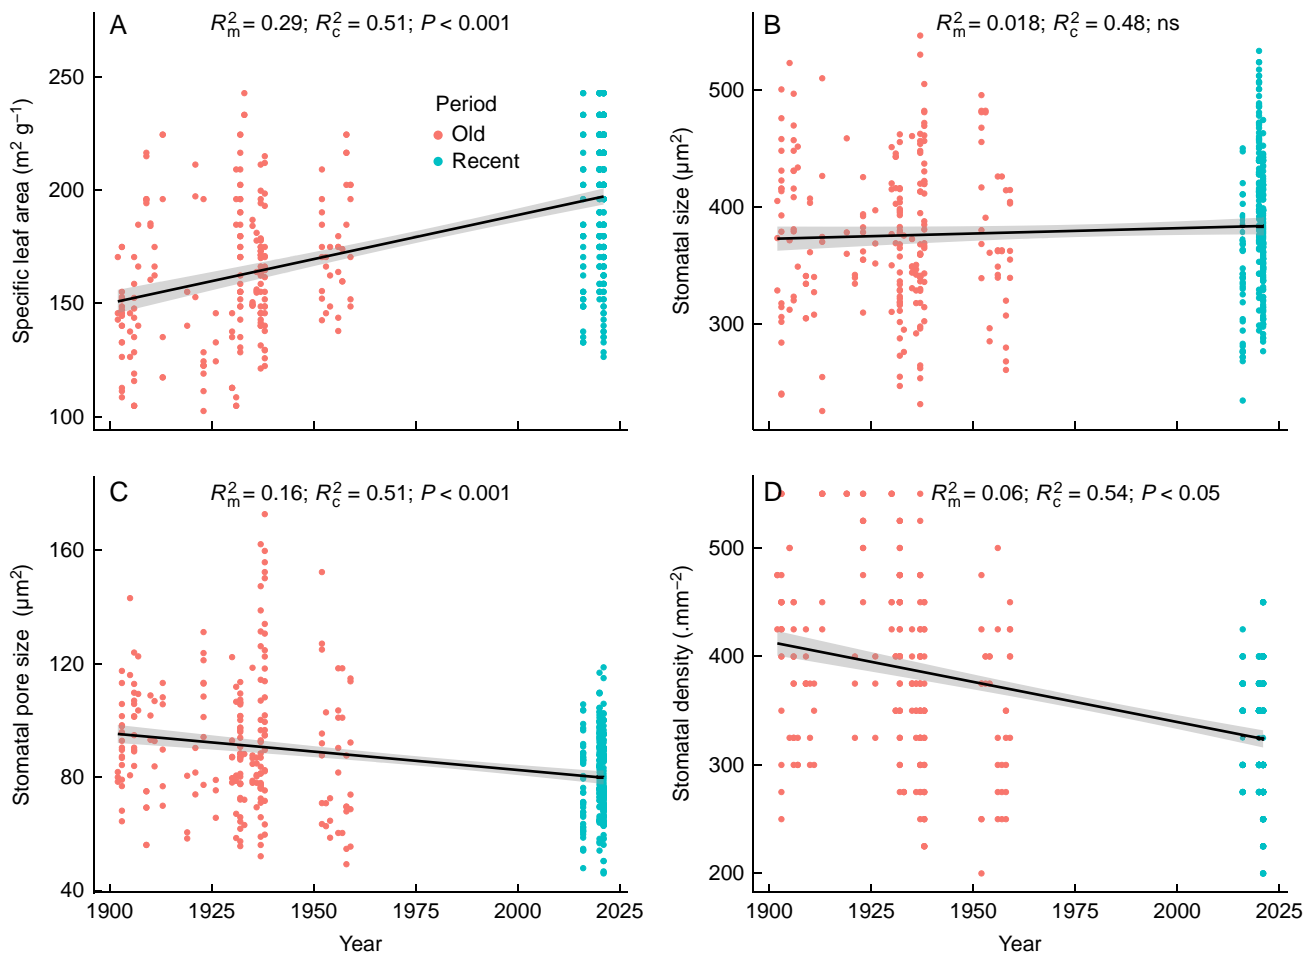 A
R²m = 0.29; R²c = 0.51; P < 0.001
250
200
150
100
Specific leaf area (m² g⁻¹)
Period
Old
Recent
B
R²m = 0.018; R²c = 0.48; ns
500
400
300
Stomatal size (µm²)
C
R²m = 0.16; R²c = 0.51; P < 0.001
160
120
80
40
Stomatal pore size (µm²)
1900 1925 1950 1975 2000 2025
Year
D
R²m = 0.06; R²c = 0.54; P < 0.05
500
400
300
200
Stomatal density (.mm⁻²)
1900 1925 1950 1975 2000 2025
Year